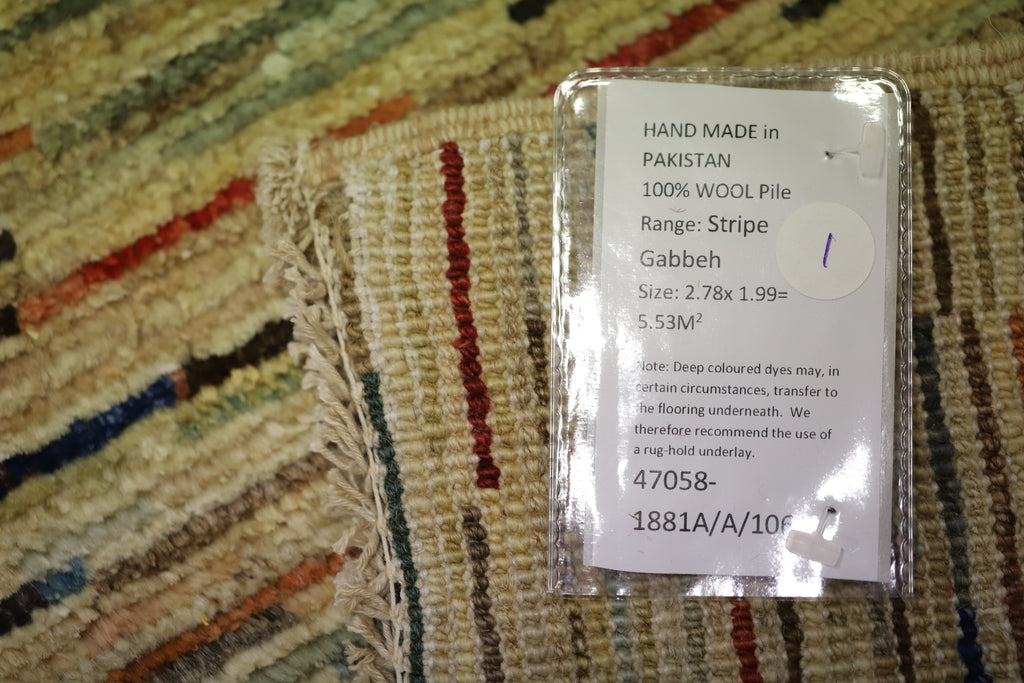 HAND MADE in
PAKISTAN
100% WOOL Pile
Range: Stripe
Gabbeh
1
Size: 2.78x 1.99=
5.53M²
Note: Deep coloured dyes may, in
certain circumstances, transfer to
the flooring underneath. We
therefore recommend the use of
a rug-hold underlay.
47058-
1881A/A/106